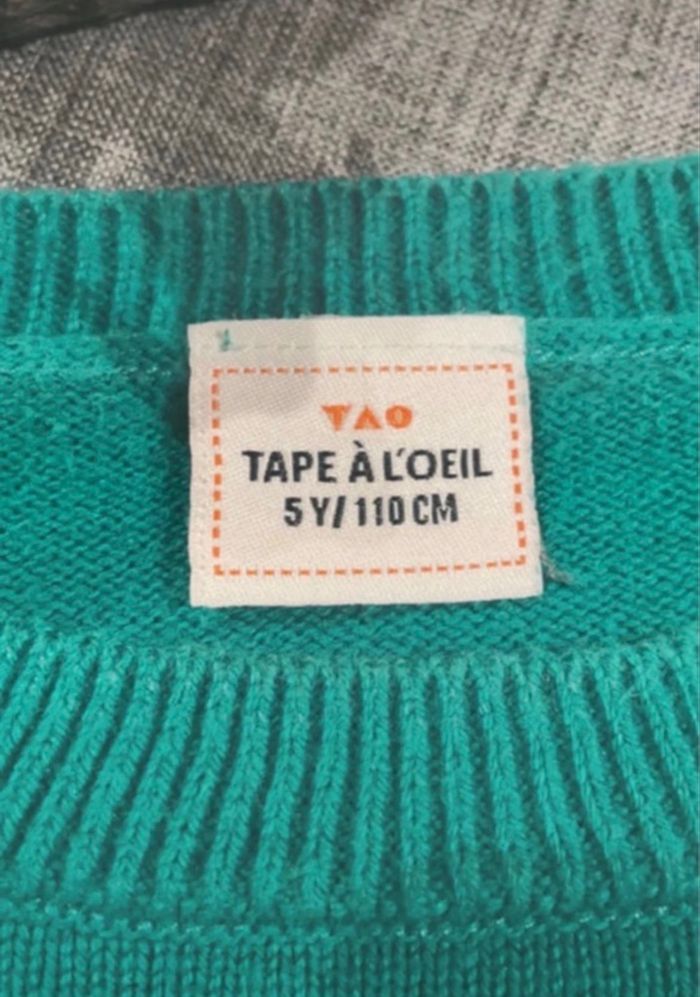 TAO
TAPE À L'OEIL
5 Y/ 110 CM